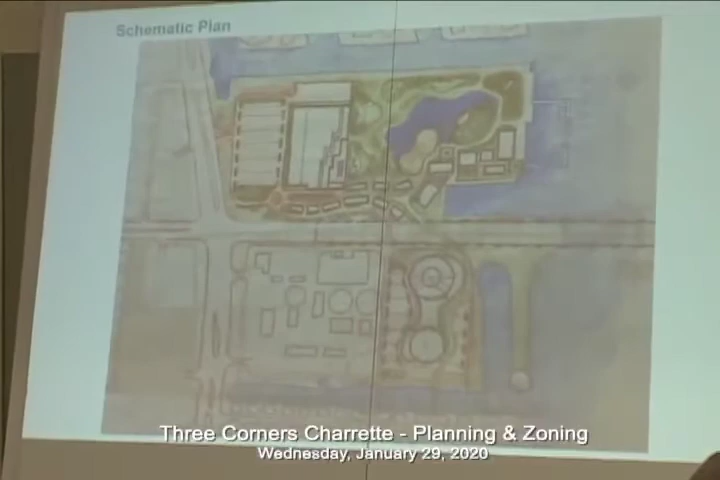 Schematic Plan
Three Corners Charrette - Planning & Zoning
Wednesday, January 29, 2020